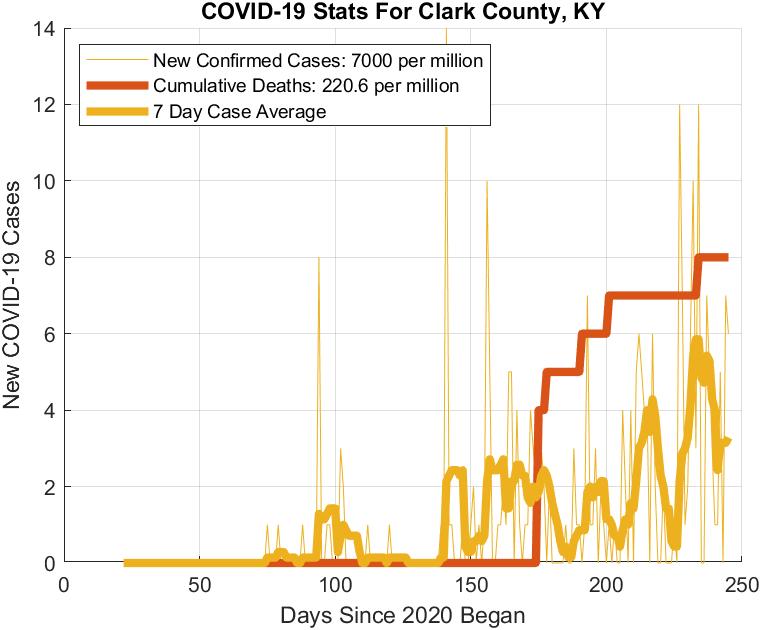 COVID-19 Stats For Clark County, KY
New Confirmed Cases: 7000 per million
Cumulative Deaths: 220.6 per million
7 Day Case Average
New COVID-19 Cases
14
12
10
8
6
4
2
0
0 50 100 150 200 250
Days Since 2020 Began